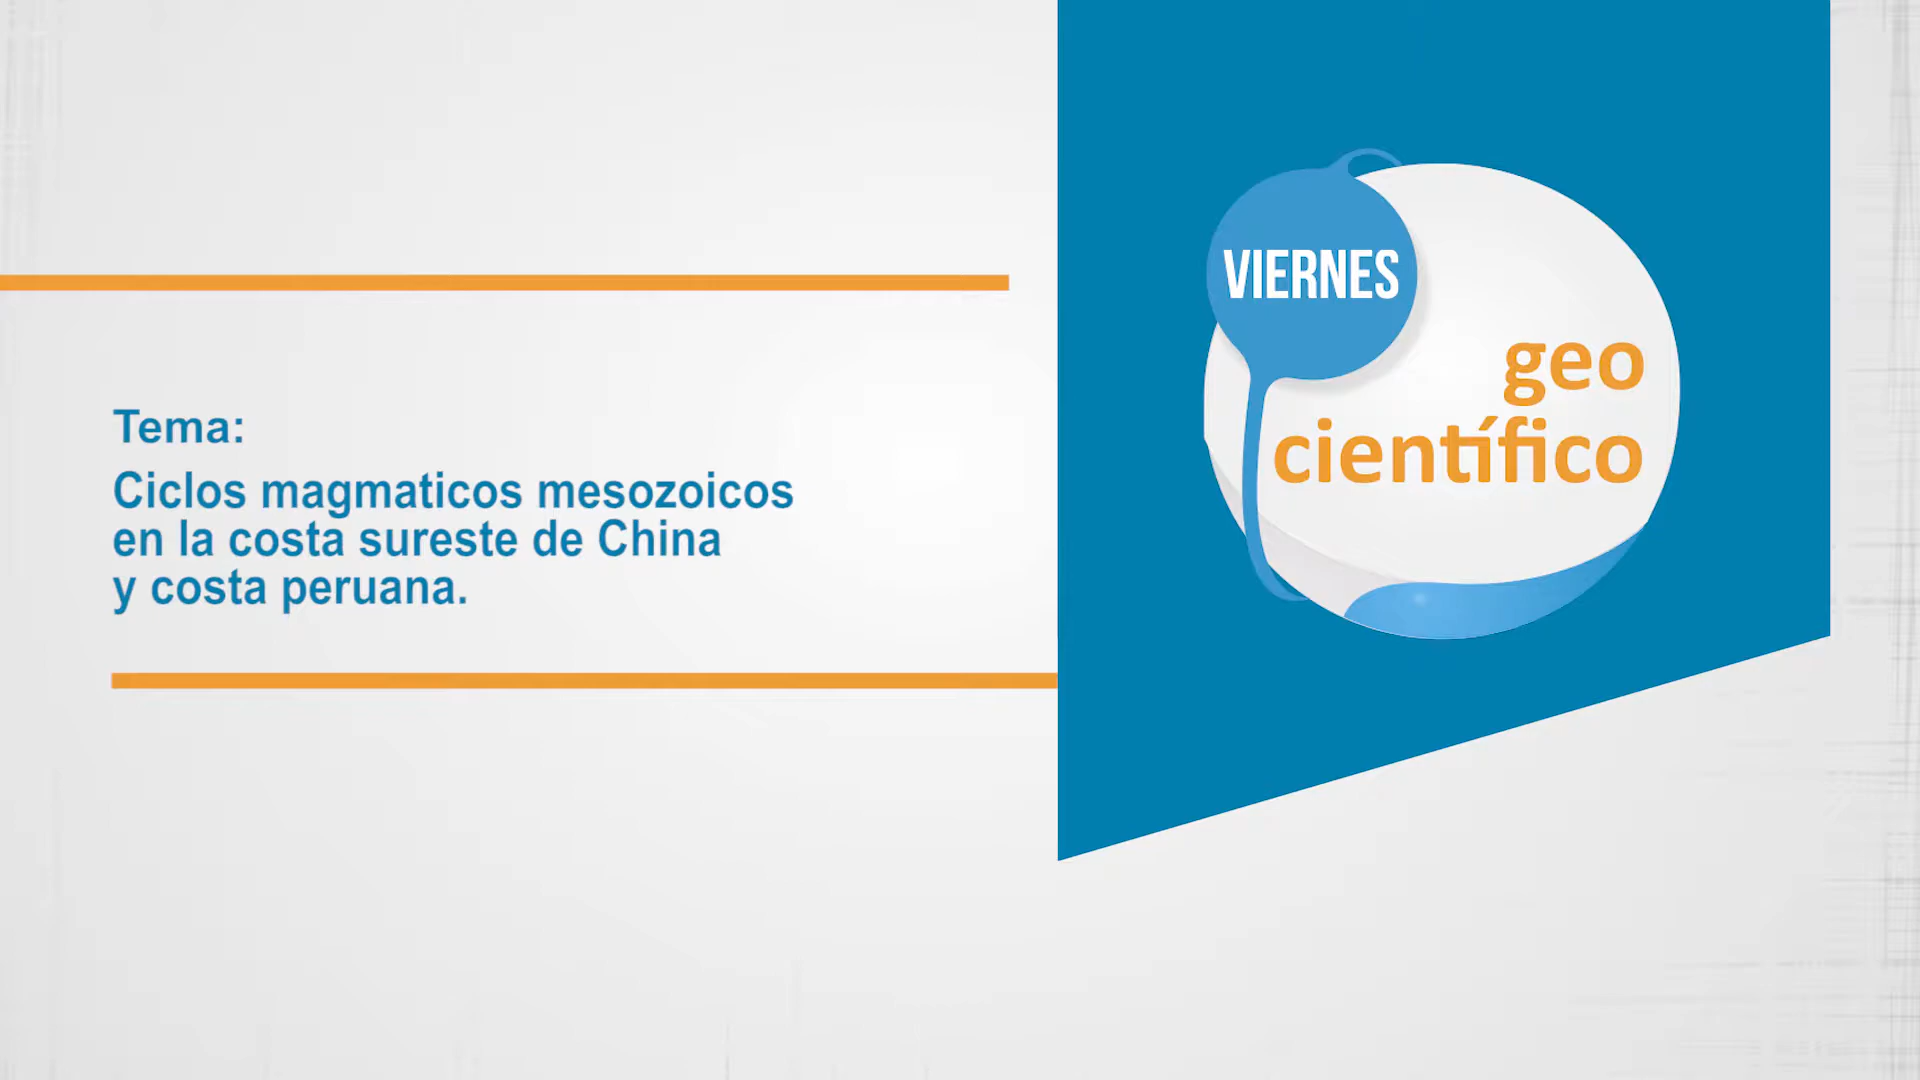 Tema:
Ciclos magmaticos mesozoicos
en la costa sureste de China
y costa peruana.
VIERNES
geo
científico